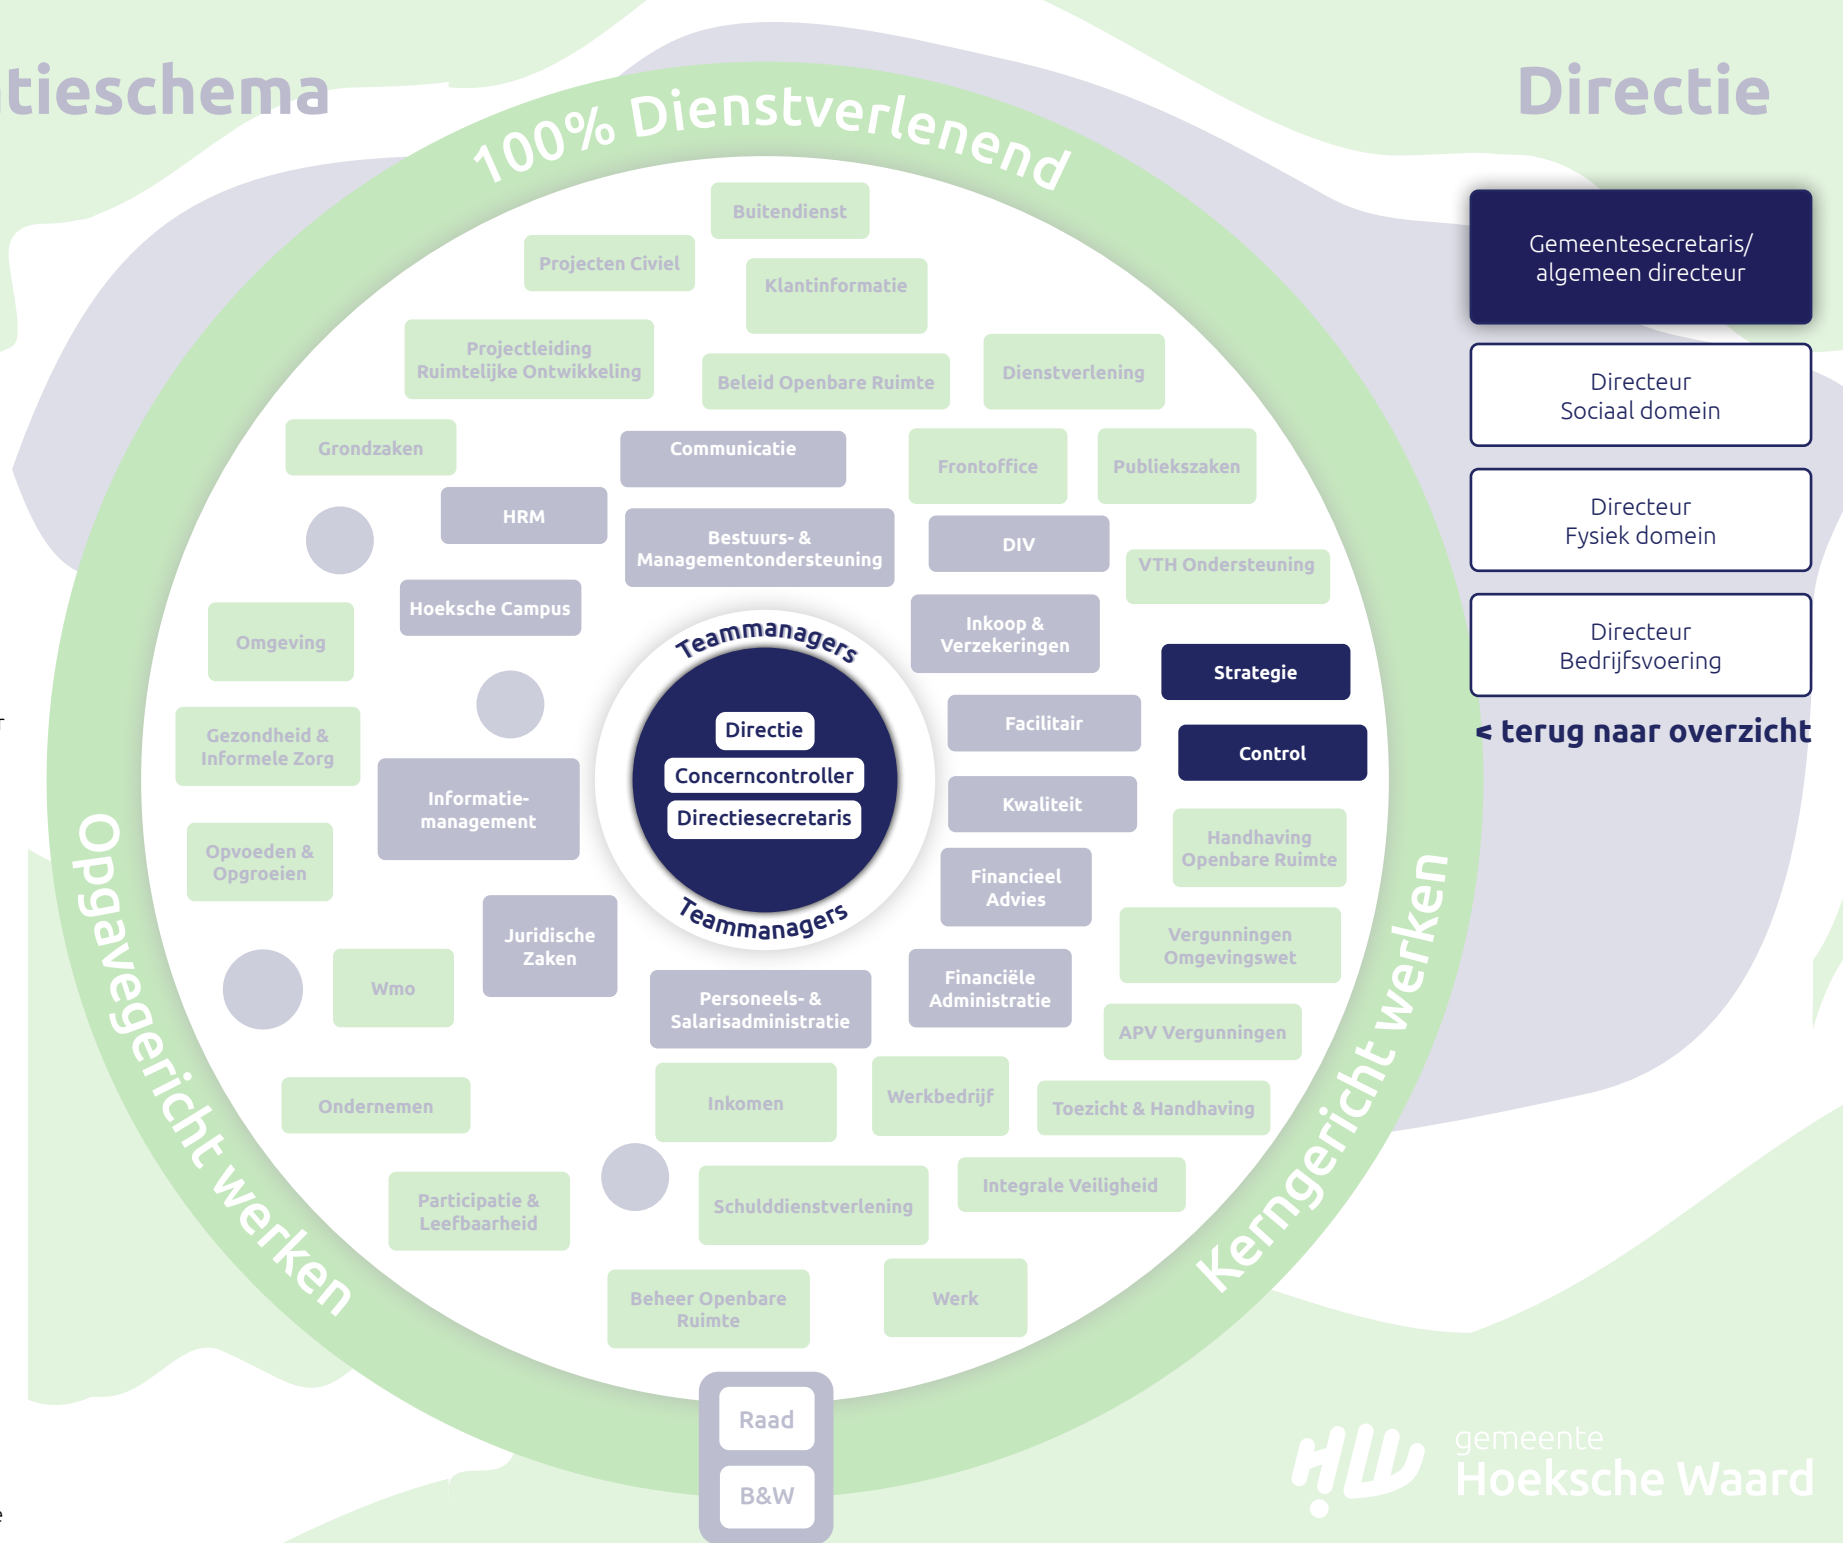 tieschema
Directie
100% Dienstverlenend
Opgavegericht werken
Kerngericht werken
Buitendienst
Projecten Civiel
Klantinformatie
Projectleiding
Ruimtelijke Ontwikkeling
Beleid Openbare Ruimte
Dienstverlening
Grondzaken
Communicatie
Frontoffice
Publiekszaken
HRM
Bestuurs- &
Managementondersteuning
DIV
VTH Ondersteuning
Hoeksche Campus
Inkoop &
Verzekeringen
Omgeving
Teammanagers
Strategie
Gezondheid &
Informele Zorg
Facilitair
Control
Directie
Concerncontroller
Directiesecretaris
Informatie-
management
Kwaliteit
Opvoeden &
Opgroeien
Handhaving
Openbare Ruimte
Financieel
Advies
Teammanagers
Juridische
Zaken
Vergunningen
Omgevingswet
Wmo
Personeels- &
Salarisadministratie
Financiële
Administratie
APV Vergunningen
Ondernemen
Inkomen
Werkbedrijf
Toezicht & Handhaving
Participatie &
Leefbaarheid
Schulddienstverlening
Integrale Veiligheid
Beheer Openbare
Ruimte
Werk
Raad
B&W
Gemeentesecretaris/
algemeen directeur
Directeur
Sociaal domein
Directeur
Fysiek domein
Directeur
Bedrijfsvoering
< terug naar overzicht
r
e
gemeente
Hoeksche Waard